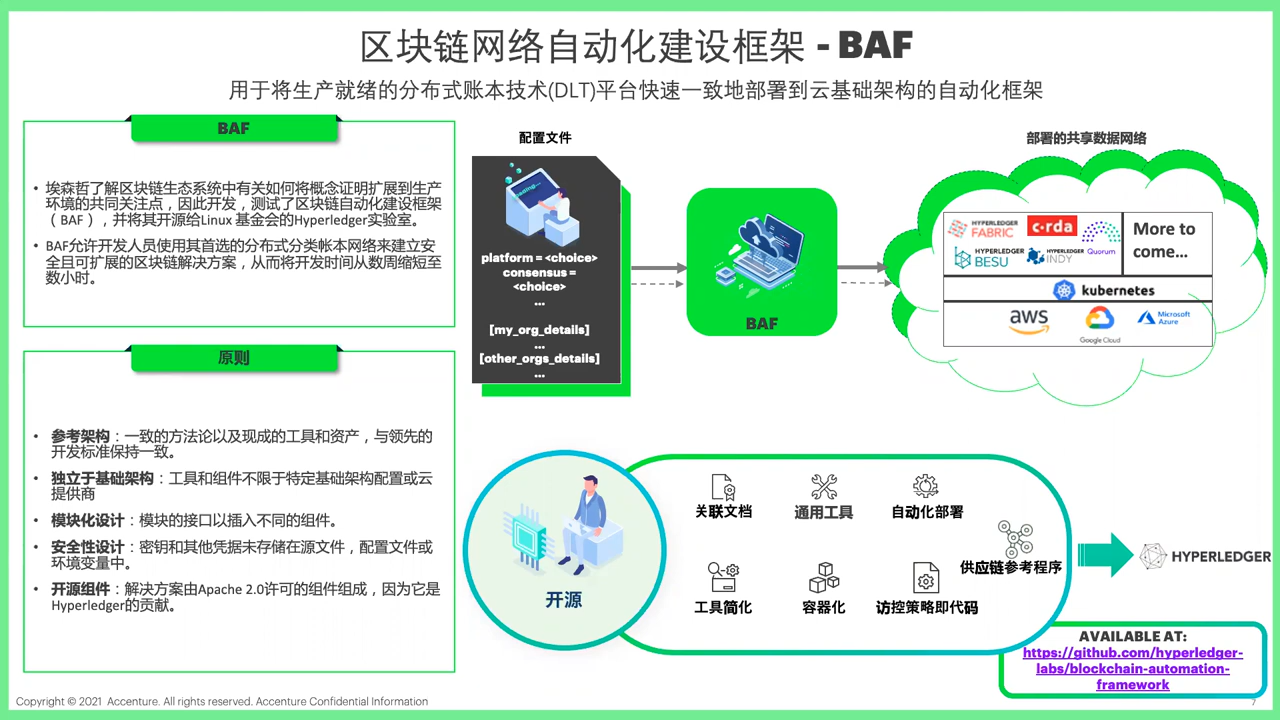 区块链网络自动化建设框架 - BAF
用于将生产就绪的分布式账本技术(DLT)平台快速一致地部署到云基础架构的自动化框架
BAF
• 埃森哲了解区块链生态系统中有关如何将概念证明扩展到生产
环境的共同关注点，因此开发，测试了区块链自动化建设框架
（BAF），并将其开源给Linux 基金会的Hyperledger实验室。
• BAF允许开发人员使用其首选的分布式分类帐本网络来建立安
全且可扩展的区块链解决方案，从而将开发时间从数周缩短至
数小时。
原则
• 参考架构：一致的方法论以及现成的工具和资产，与领先的
开发标准保持一致。
• 独立于基础架构：工具和组件不限于特定基础架构配置或云
提供商
• 模块化设计：模块的接口以插入不同的组件。
• 安全性设计：密钥和其他凭据未存储在源文件，配置文件或
环境变量中。
• 开源组件：解决方案由Apache 2.0许可的组件组成，因为它是
Hyperledger的贡献。
配置文件
loading...
platform = <choice>
consensus =
<choice>
...
[my_org_details]
...
[other_orgs_details]
...
BAF
部署的共享数据网络
HYPERLEDGER
FABRIC
c·rda
Quorum
HYPERLEDGER
BESU
HYPERLEDGER
INDY
More to
come...
kubernetes
aws
Google Cloud
Microsoft
Azure
开源
关联文档
通用工具
自动化部署
供应链参考程序
工具简化
容器化
访控策略即代码
HYPERLEDGER
AVAILABLE AT:
https://github.com/hyperledger-
labs/blockchain-automation-
framework
Copyright © 2021 Accenture. All rights reserved. Accenture Confidential Information
7